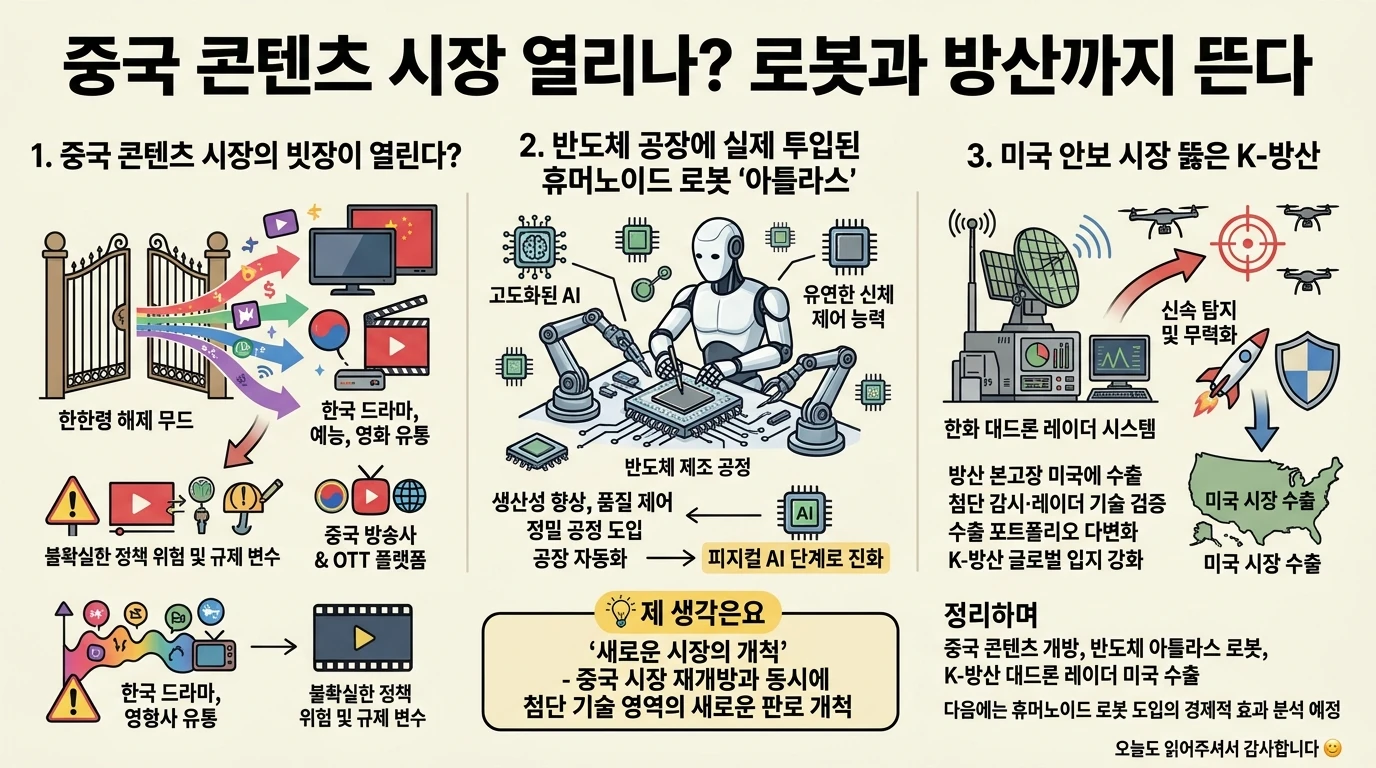 중국 콘텐츠 시장 열리나? 로봇과 방산까지 뜬다
1. 중국 콘텐츠 시장의 빗장이 열린다?
한한령 해제 무드
한국 드라마,
예능, 영화 유통
불확실한 정책 위험 및 규제 변수
중국 방송사
& OTT 플랫폼
한국 드라마,
영항사 유통
불확실한 정책
위험 및 규제 변수
2. 반도체 공장에 실제 투입된
휴머노이드 로봇 ‘아틀라스’
고도화된 AI
유연한 신체
제어 능력
반도체 제조 공정
생산성 향상, 품질 제어
정밀 공정 도입
공장 자동화
AI
피지컬 AI 단계로 진화
제 생각은요
‘새로운 시장의 개척’
- 중국 시장 재개방과 동시에
첨단 기술 영역의 새로운 판로 개척
3. 미국 안보 시장 뚫은 K-방산
신속 탐지
및 무력화
한화 대드론 레이더 시스템
방산 본고장 미국에 수출
첨단 감시·레이더 기술 검증
수출 포트폴리오 다변화
K-방산 글로벌 입지 강화
미국 시장 수출
미국 시장 수출
정리하며
중국 콘텐츠 개방, 반도체 아틀라스 로봇,
K-방산 대드론 레이더 미국 수출
다음에는 휴머노이드 로봇 도입의 경제적 효과 분석 예정
오늘도 읽어주셔서 감사합니다 😊